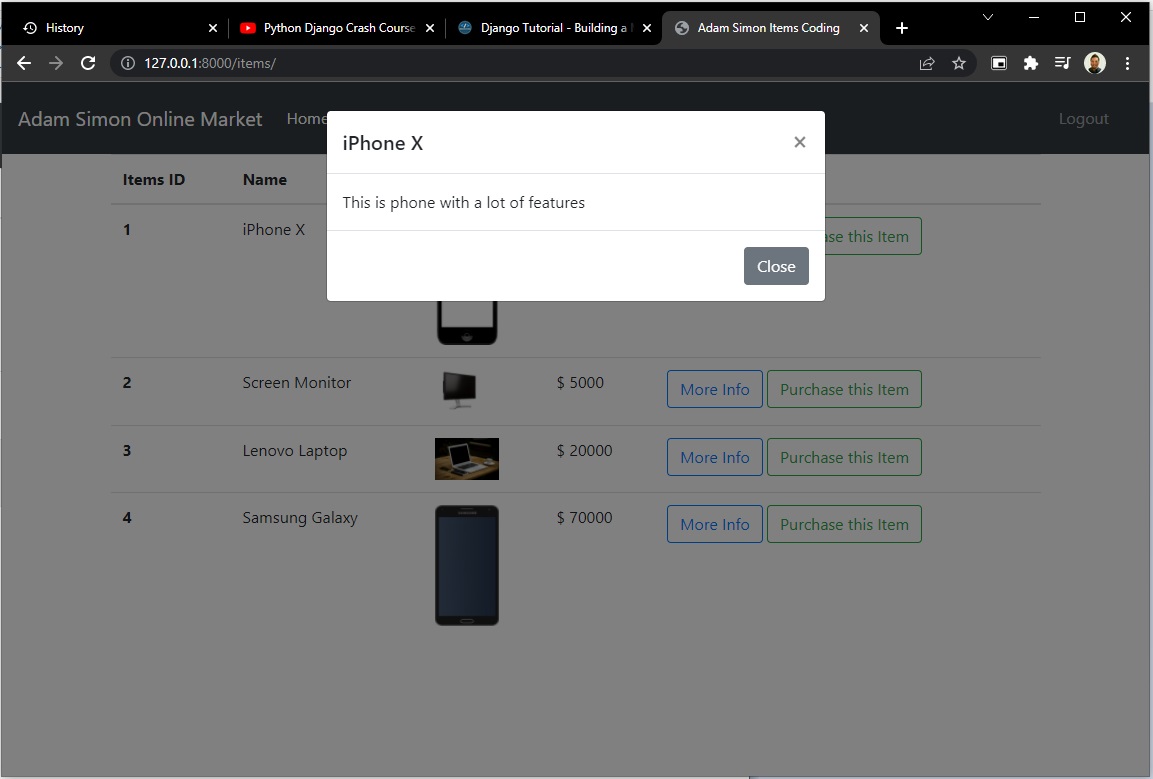 History
Python Django Crash Course
Django Tutorial - Building a
Adam Simon Items Coding
127.0.0.1:8000/items/
Adam Simon Online Market
Home
Logout
iPhone X
×
This is phone with a lot of features
Close
Items ID
Name
1
iPhone X
se this Item
2
Screen Monitor
$ 5000
More Info
Purchase this Item
3
Lenovo Laptop
$ 20000
More Info
Purchase this Item
4
Samsung Galaxy
$ 70000
More Info
Purchase this Item